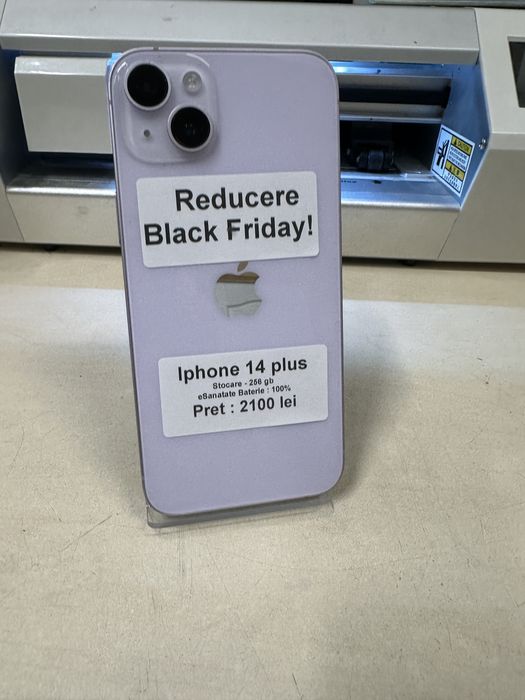 Reducere
Black Friday!
Iphone 14 plus
Stocare - 256 gb
eSanatate Baterie : 100%
Pret : 2100 lei